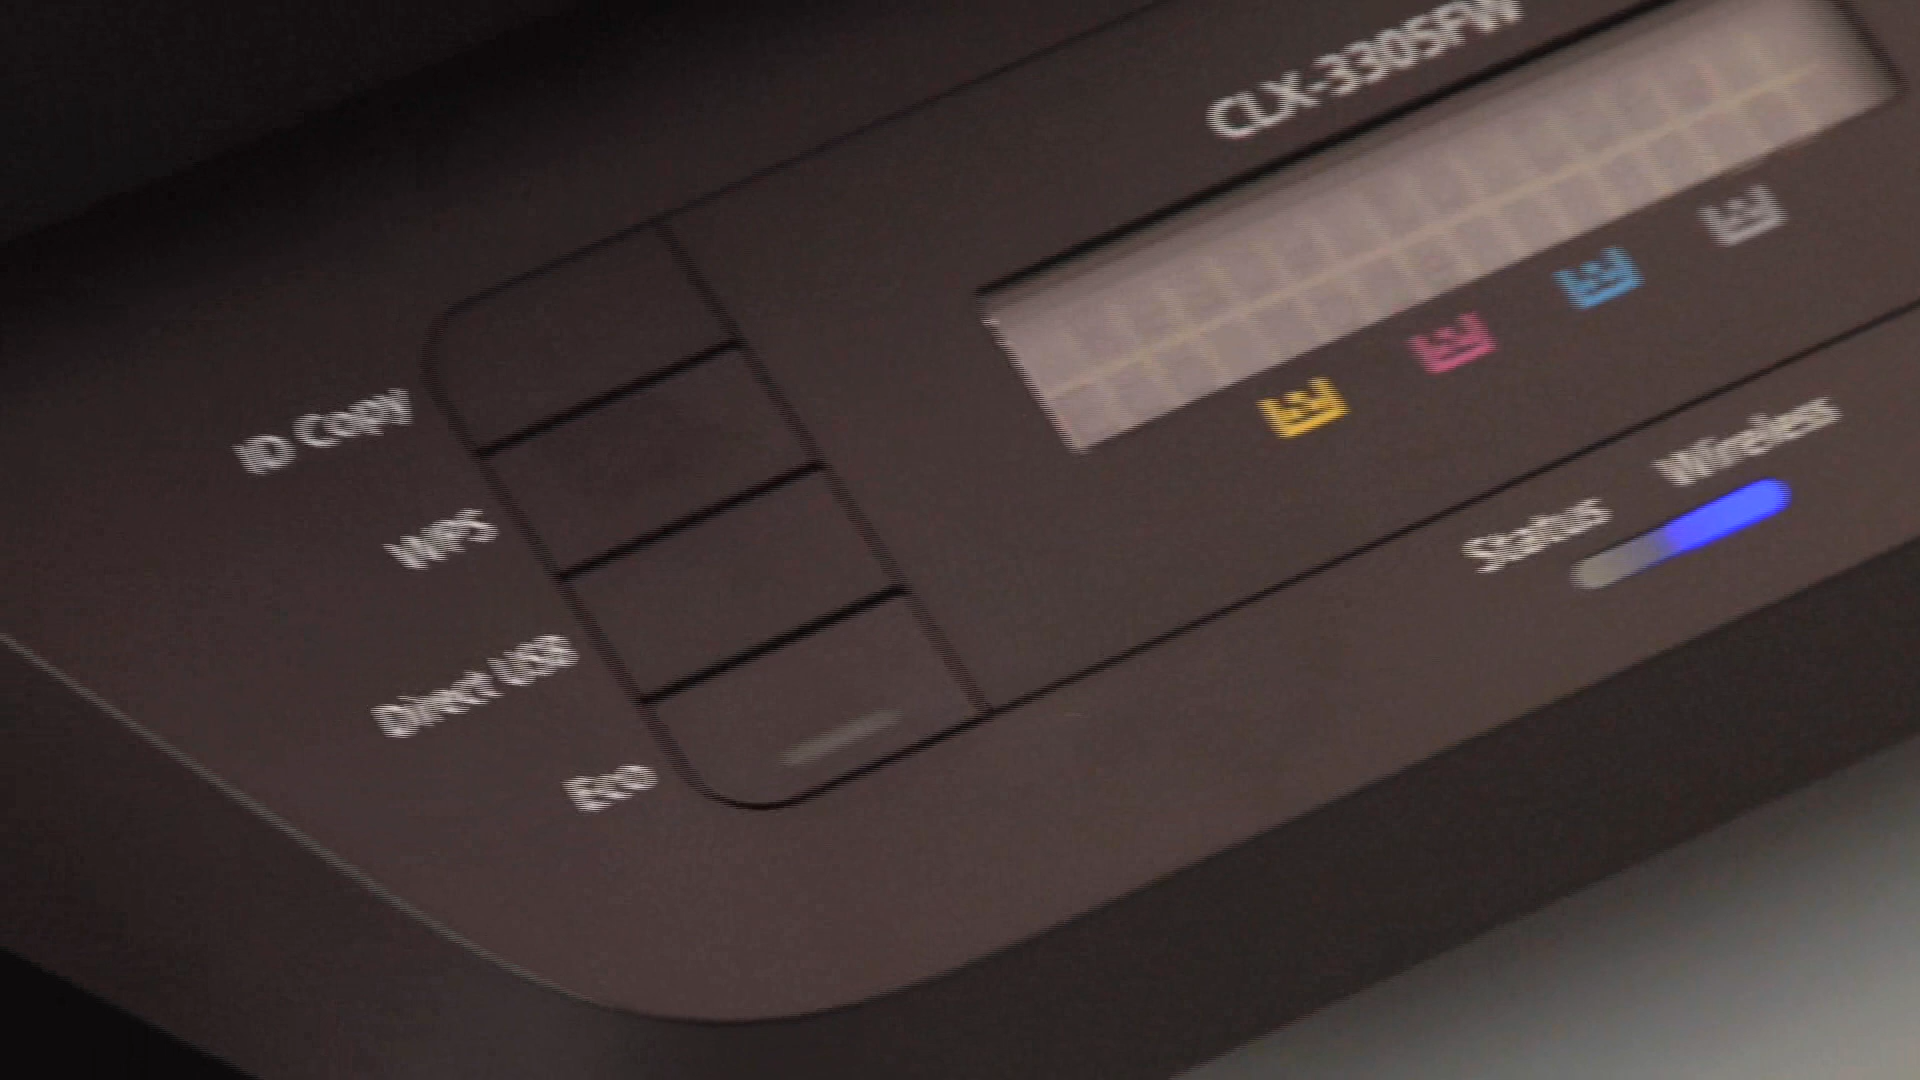 CLX-3305FW
ID Copy
WPS
Direct USB
Eco
Status
Wireless